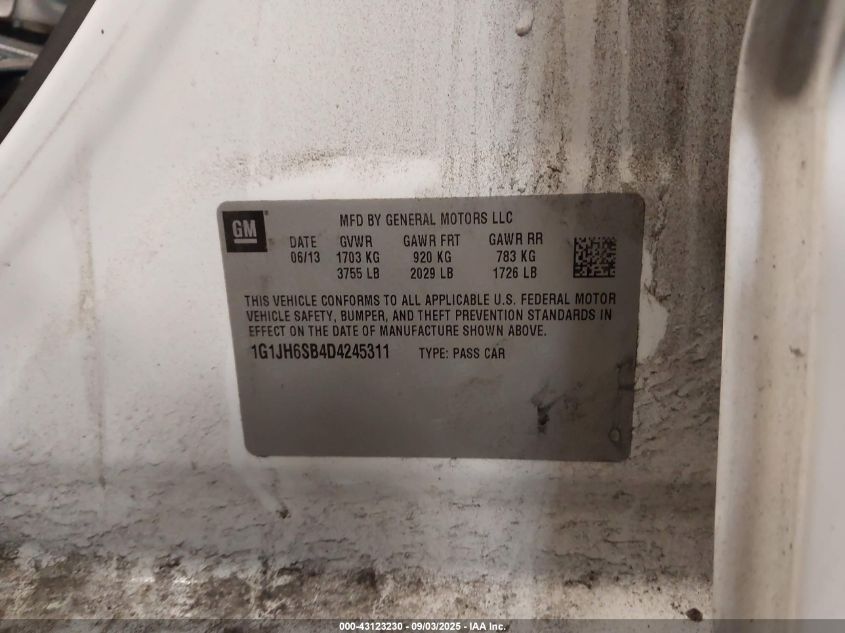 GM
MFD BY GENERAL MOTORS LLC
DATE GVWR GAWR FRT GAWR RR
06/13 1703 KG 920 KG 783 KG
3755 LB 2029 LB 1726 LB
THIS VEHICLE CONFORMS TO ALL APPLICABLE U.S. FEDERAL MOTOR
VEHICLE SAFETY, BUMPER, AND THEFT PREVENTION STANDARDS IN
EFFECT ON THE DATE OF MANUFACTURE SHOWN ABOVE.
1G1JH6SB4D4245311 TYPE: PASS CAR
000-43123230 - 09/03/2025 - IAA Inc.